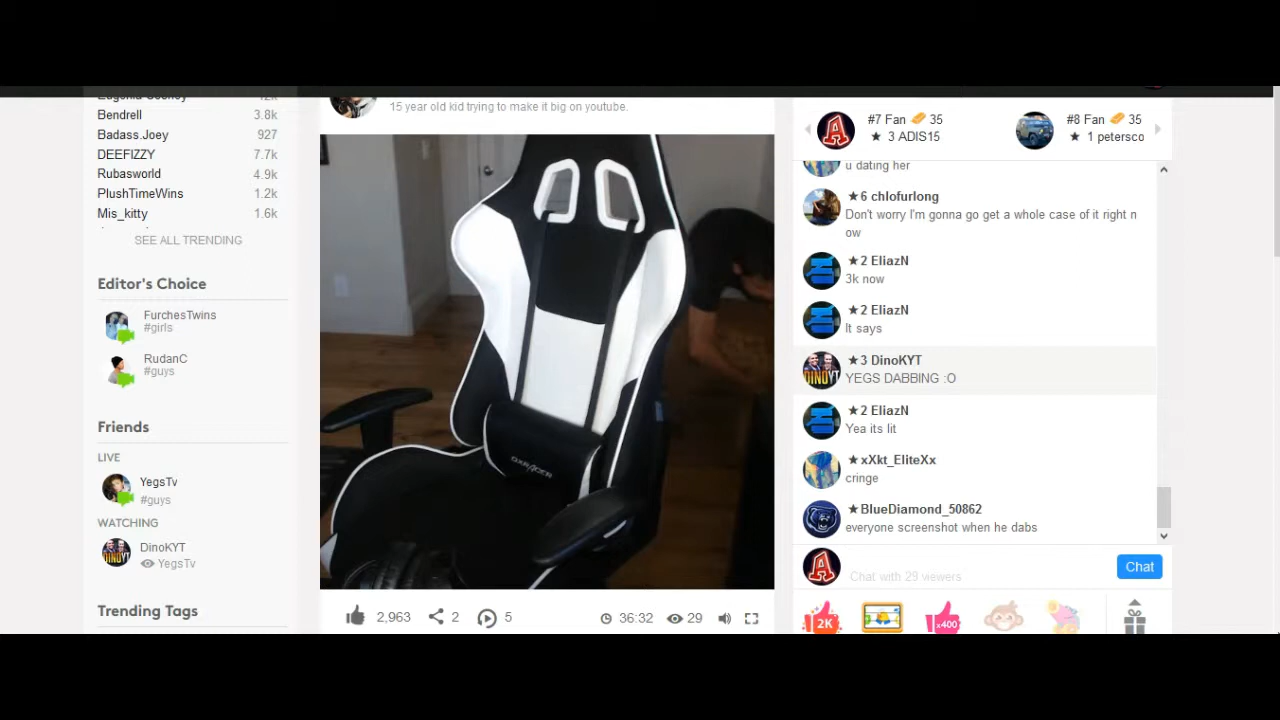 Bendrell 3.8k
Badass.Joey 927
DEEFIZZY 7.7k
Rubasworld 4.9k
PlushTimeWins 1.2k
Mis_kitty 1.6k
SEE ALL TRENDING
Editor's Choice
FurchesTwins
#girls
RudanC
#guys
Friends
LIVE
YegsTv
#guys
WATCHING
DinoKYT
YegsTv
Trending Tags
15 year old kid trying to make it big on youtube.
DXRACER
2,963 2 5 36:32 29
#7 Fan 35
★ 3 ADIS15
#8 Fan 35
★ 1 petersco
u dating her
★6 chlofurlong
Don't worry I'm gonna go get a whole case of it right n
ow
★2 EliazN
3k now
★2 EliazN
It says
★3 DinoKYT
YEGS DABBING :O
★2 EliazN
Yea its lit
★xXkt_EliteXx
cringe
★BlueDiamond_50862
everyone screenshot when he dabs
Chat with 29 viewers
Chat
2K
x400